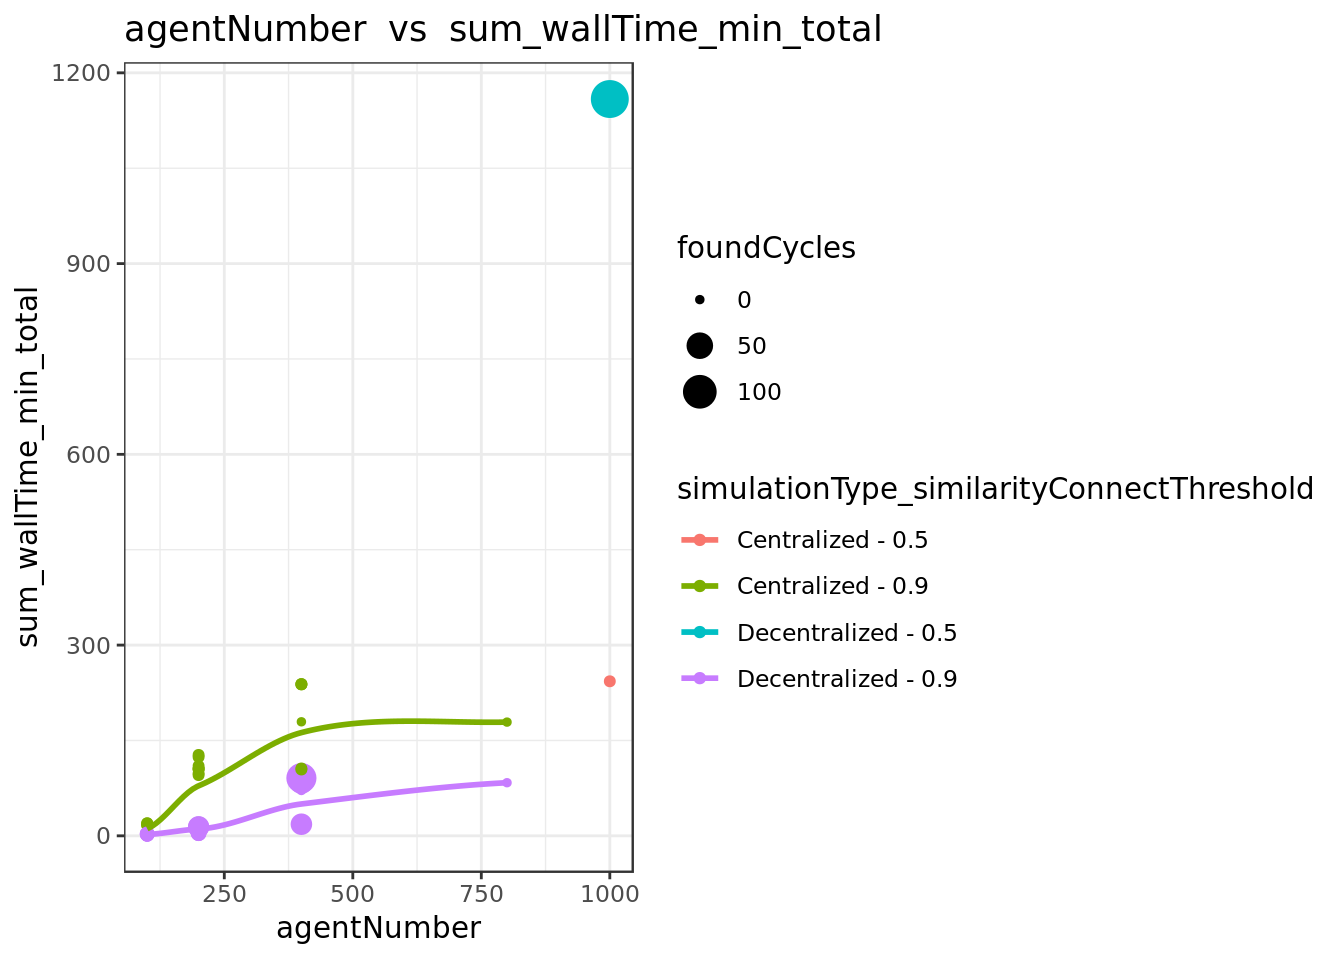 agentNumber  vs  sum_wallTime_min_total
1200
900
600
300
0
sum_wallTime_min_total
250
500
750
1000
agentNumber
foundCycles
0
50
100
simulationType_similarityConnectThreshold
Centralized - 0.5
Centralized - 0.9
Decentralized - 0.5
Decentralized - 0.9